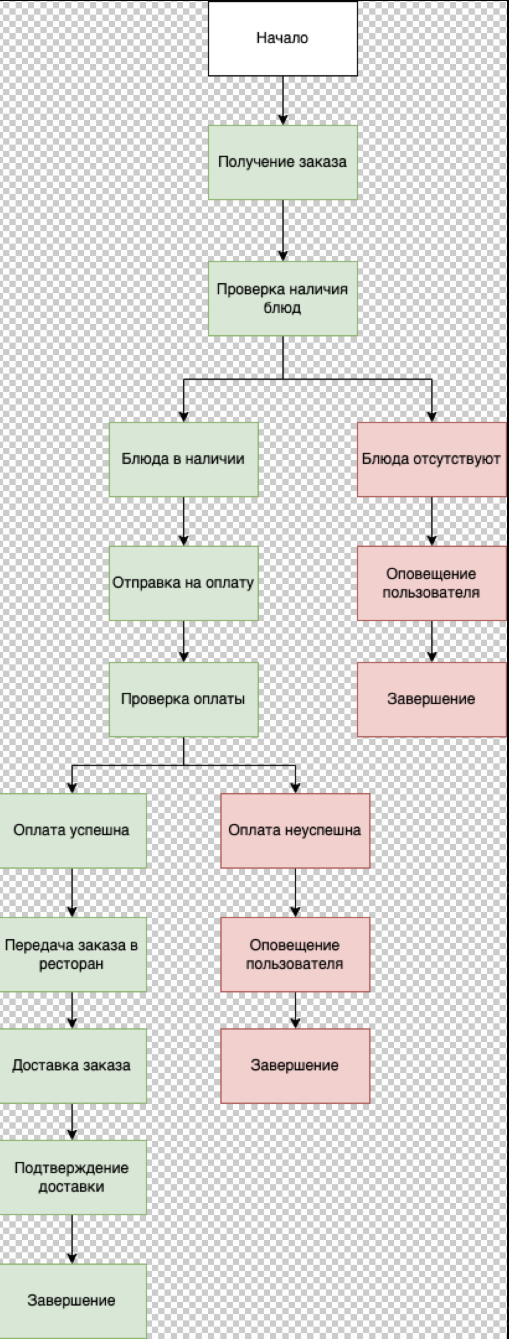 Начало
Получение заказа
Проверка наличия
блюд
Блюда в наличии
Блюда отсутствуют
Отправка на оплату
Оповещение
пользователя
Проверка оплаты
Завершение
Оплата успешна
Оплата неуспешна
Передача заказа в
ресторан
Оповещение
пользователя
Доставка заказа
Завершение
Подтверждение
доставки
Завершение